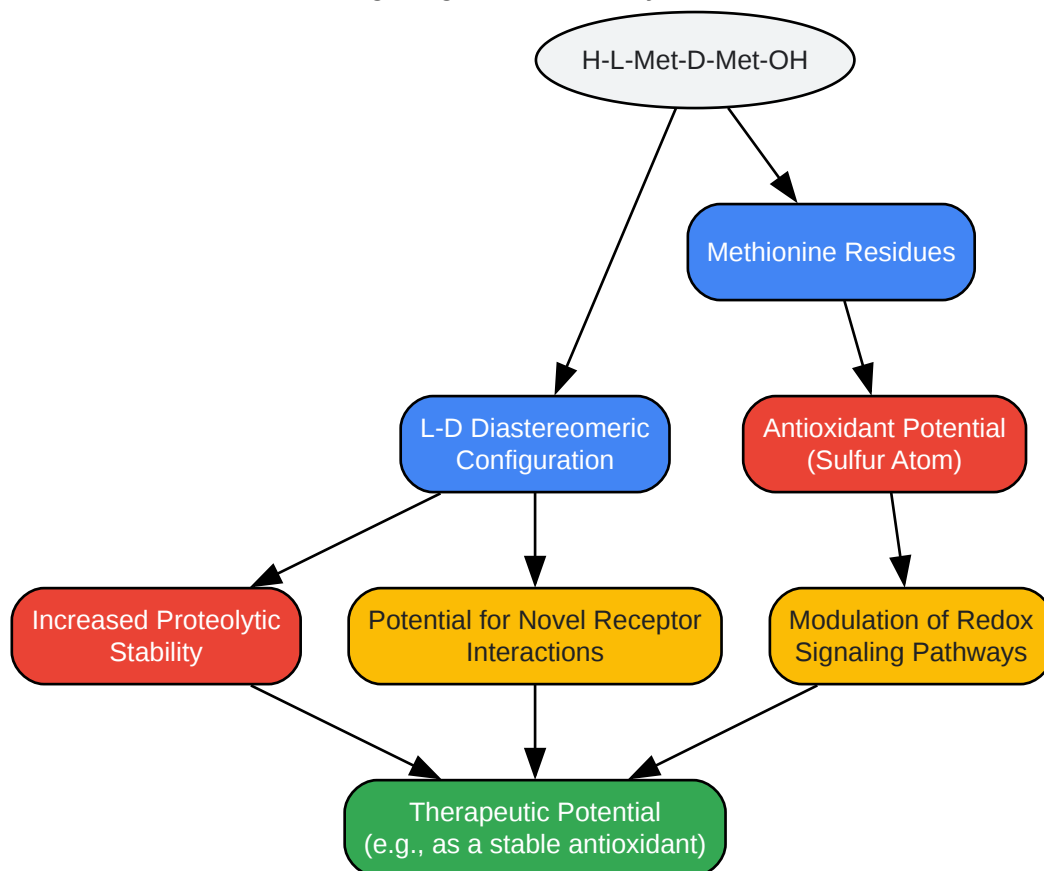 H-L-Met-D-Met-OH
Methionine Residues
L-D Diastereomeric
Configuration
Antioxidant Potential
(Sulfur Atom)
Increased Proteolytic
Stability
Potential for Novel Receptor
Interactions
Modulation of Redox
Signaling Pathways
Therapeutic Potential
(e.g., as a stable antioxidant)